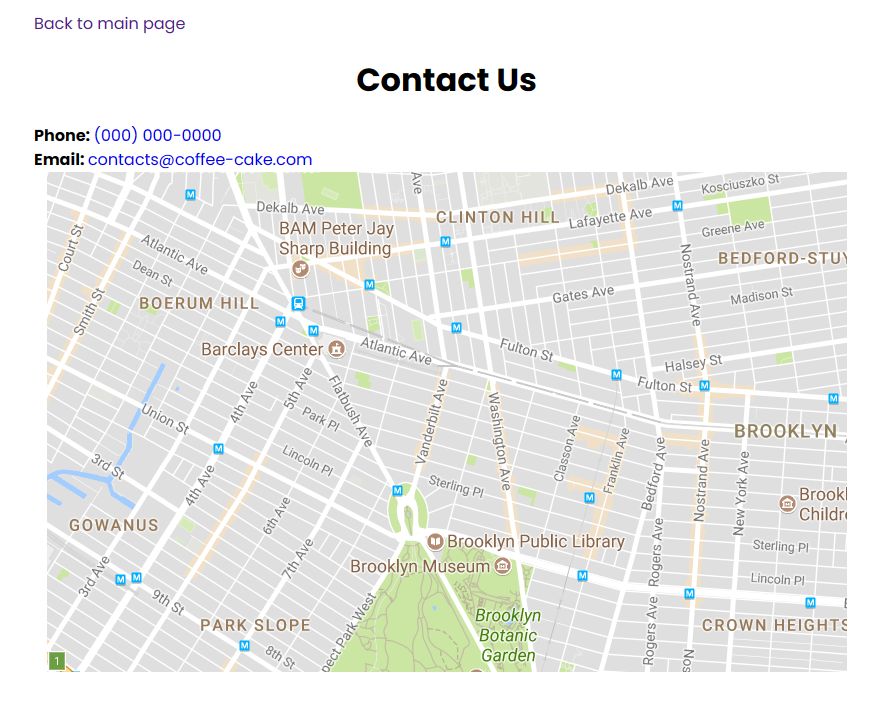 Back to main page
Contact Us
Phone: (000) 000-0000
Email: contacts@coffee-cake.com
Ave
Dekalb Ave
Kosciuszko St
Dekalb Ave
CLINTON HILL
Lafayette Ave
BAM Peter Jay
Sharp Building
Greene Ave
Court St
Atlantic Ave
Nostrand Ave
BEDFORD-STUY
Dean St
Smith St
BOERUM HILL
Gates Ave
Madison St
Barclays Center
Atlantic Ave
Fulton St
Halsey St
Fulton St
4th Ave
5th Ave
Flatbush Ave
Vanderbilt Ave
Washington Ave
Union St
Park Pl
Classon Ave
Franklin Ave
Bedford Ave
Nostrand Ave
New York Ave
BROOKLYN
3rd St
4th Ave
Lincoln Pl
Sterling Pl
Brookl
Childre
GOWANUS
6th Ave
Brooklyn Public Library
Sterling Pl
Brooklyn Museum
7th Ave
Rogers Ave
Lincoln Pl
3rd Ave
9th St
PARK SLOPE
pect Park West
Brooklyn
Botanic
Garden
Rogers Ave
CROWN HEIGHTS
8th St
1